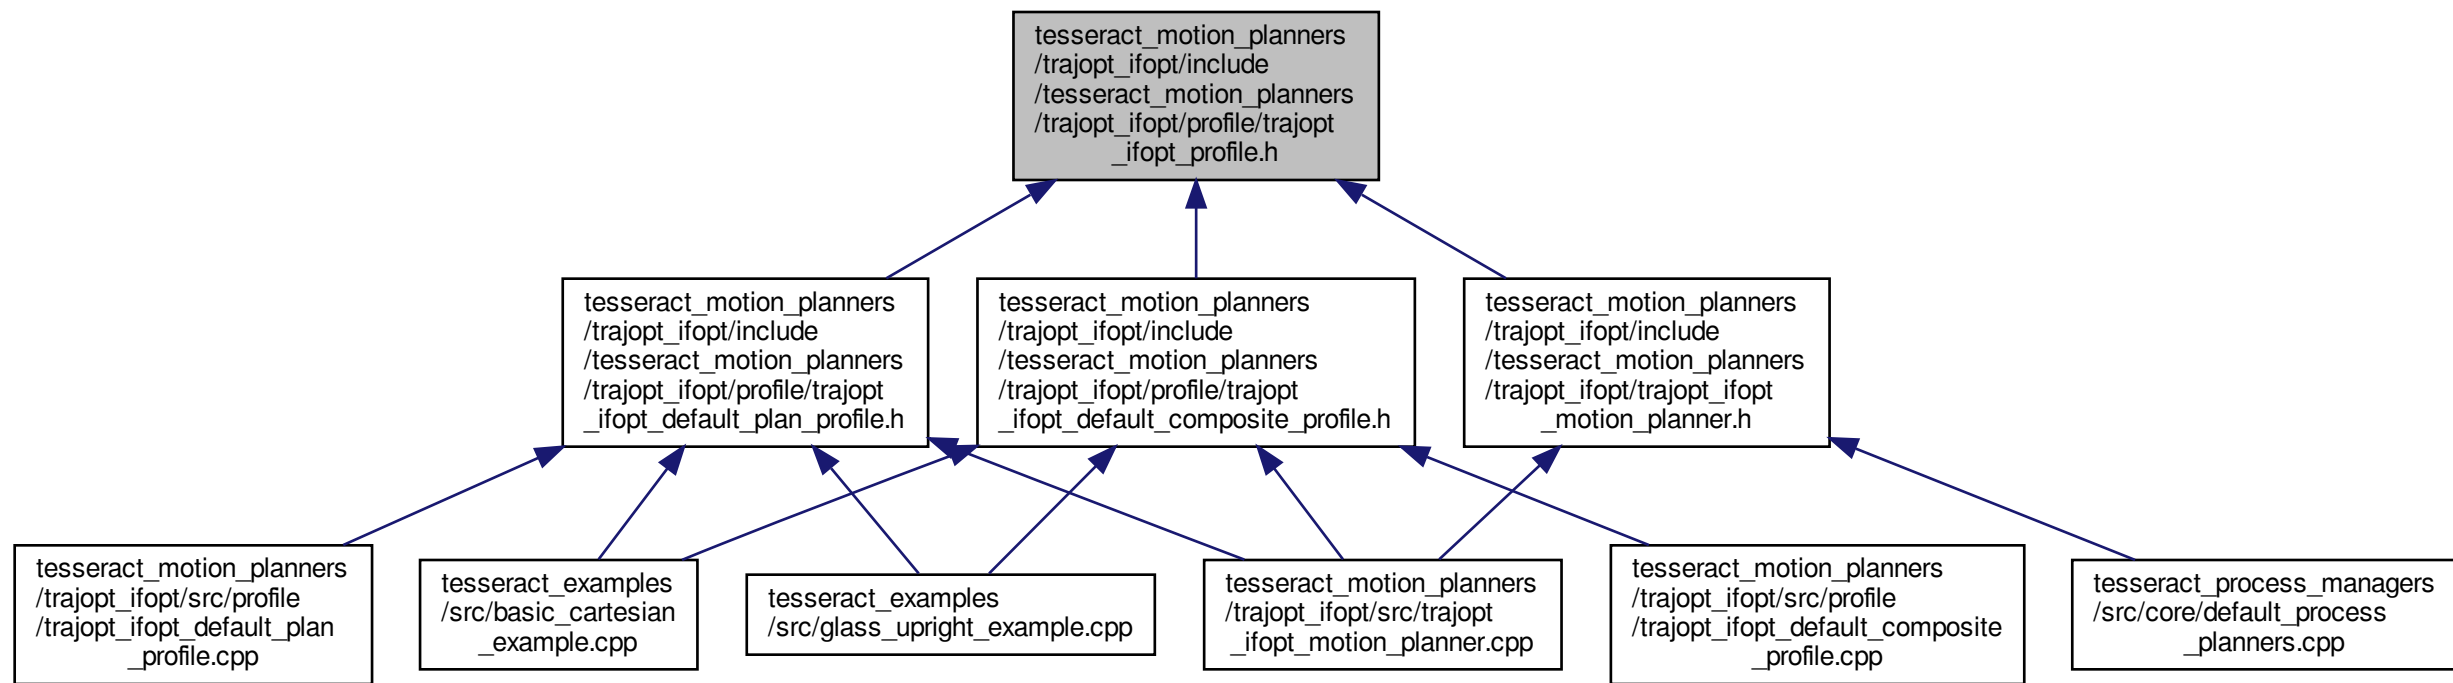 tesseract_motion_planners
/trajopt_ifopt/include
/tesseract_motion_planners
/trajopt_ifopt/profile/trajopt
_ifopt_profile.h
tesseract_motion_planners
/trajopt_ifopt/include
/tesseract_motion_planners
/trajopt_ifopt/profile/trajopt
_ifopt_default_plan_profile.h
tesseract_motion_planners
/trajopt_ifopt/include
/tesseract_motion_planners
/trajopt_ifopt/profile/trajopt
_ifopt_default_composite_profile.h
tesseract_motion_planners
/trajopt_ifopt/include
/tesseract_motion_planners
/trajopt_ifopt/trajopt_ifopt
_motion_planner.h
tesseract_motion_planners
/trajopt_ifopt/src/profile
/trajopt_ifopt_default_plan
_profile.cpp
tesseract_examples
/src/basic_cartesian
_example.cpp
tesseract_examples
/src/glass_upright_example.cpp
tesseract_motion_planners
/trajopt_ifopt/src/trajopt
_ifopt_motion_planner.cpp
tesseract_motion_planners
/trajopt_ifopt/src/profile
/trajopt_ifopt_default_composite
_profile.cpp
tesseract_process_managers
/src/core/default_process
_planners.cpp